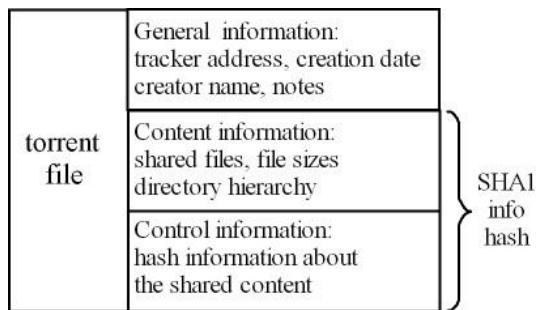 torrent
file
General information:
tracker address, creation date
creator name, notes
Content information:
shared files, file sizes
directory hierarchy
Control information:
hash information about
the shared content
SHA1
info
hash